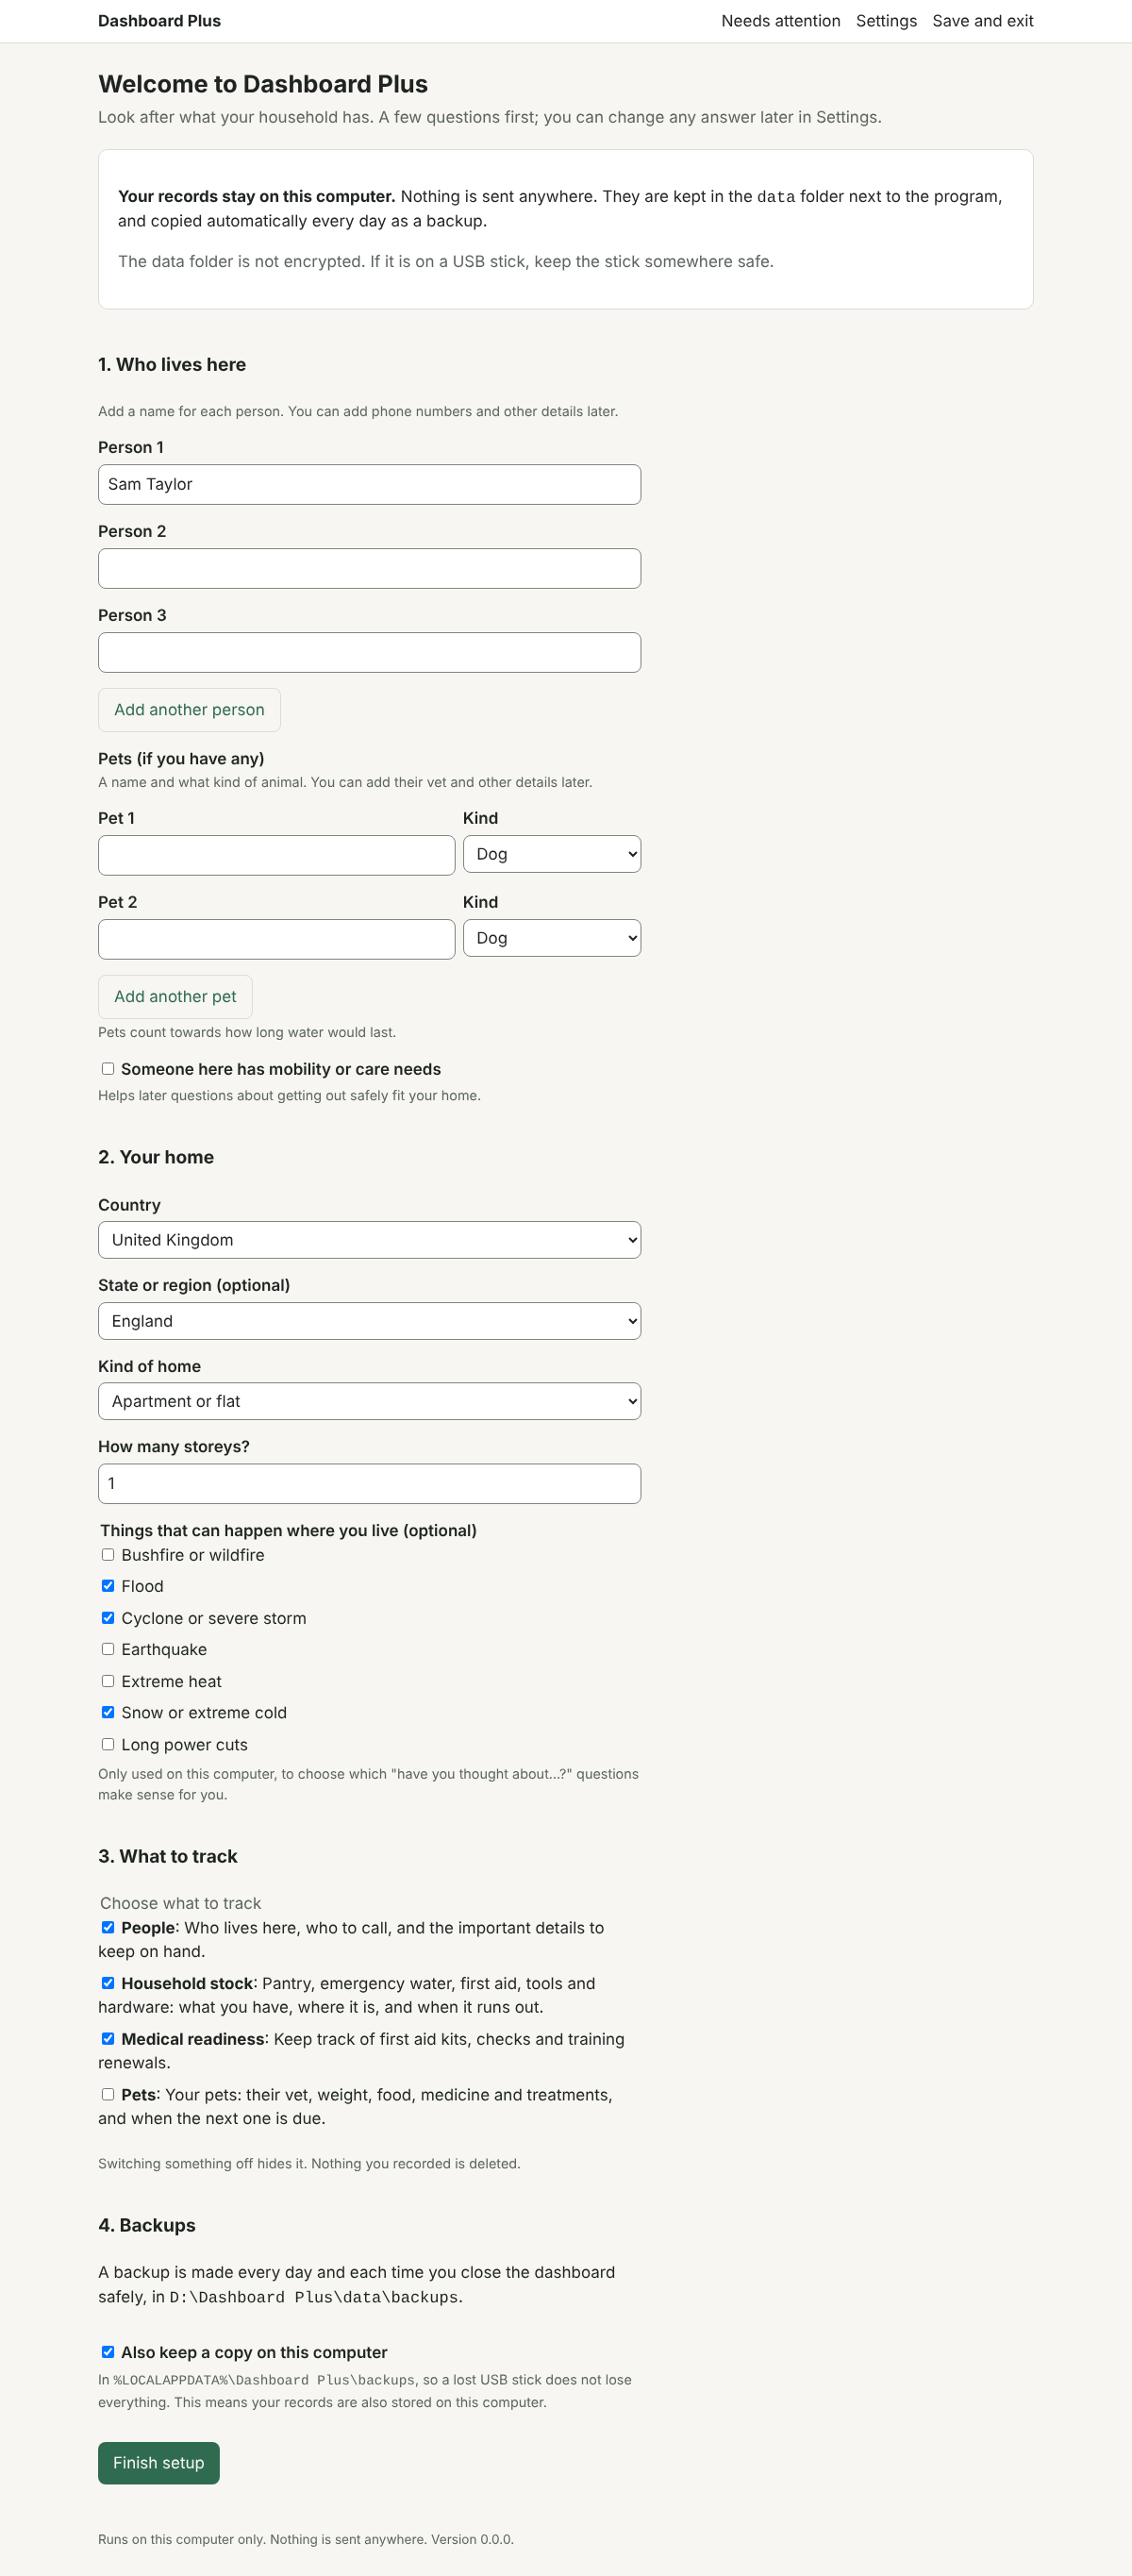 Dashboard Plus
Needs attention Settings Save and exit
Welcome to Dashboard Plus
Look after what your household has. A few questions first; you can change any answer later in Settings.
Your records stay on this computer. Nothing is sent anywhere. They are kept in the data folder next to the program,
and copied automatically every day as a backup.
The data folder is not encrypted. If it is on a USB stick, keep the stick somewhere safe.
1. Who lives here
Add a name for each person. You can add phone numbers and other details later.
Person 1
Sam Taylor
Person 2
Person 3
Add another person
Pets (if you have any)
A name and what kind of animal. You can add their vet and other details later.
Pet 1 Kind
Dog
Pet 2 Kind
Dog
Add another pet
Pets count towards how long water would last.
Someone here has mobility or care needs
Helps later questions about getting out safely fit your home.
2. Your home
Country
United Kingdom
State or region (optional)
England
Kind of home
Apartment or flat
How many storeys?
1
Things that can happen where you live (optional)
Bushfire or wildfire
Flood
Cyclone or severe storm
Earthquake
Extreme heat
Snow or extreme cold
Long power cuts
Only used on this computer, to choose which "have you thought about...?" questions
make sense for you.
3. What to track
Choose what to track
People: Who lives here, who to call, and the important details to
keep on hand.
Household stock: Pantry, emergency water, first aid, tools and
hardware: what you have, where it is, and when it runs out.
Medical readiness: Keep track of first aid kits, checks and training
renewals.
Pets: Your pets: their vet, weight, food, medicine and treatments,
and when the next one is due.
Switching something off hides it. Nothing you recorded is deleted.
4. Backups
A backup is made every day and each time you close the dashboard
safely, in D:\Dashboard Plus\data\backups.
Also keep a copy on this computer
In %LOCALAPPDATA%\Dashboard Plus\backups, so a lost USB stick does not lose
everything. This means your records are also stored on this computer.
Finish setup
Runs on this computer only. Nothing is sent anywhere. Version 0.0.0.